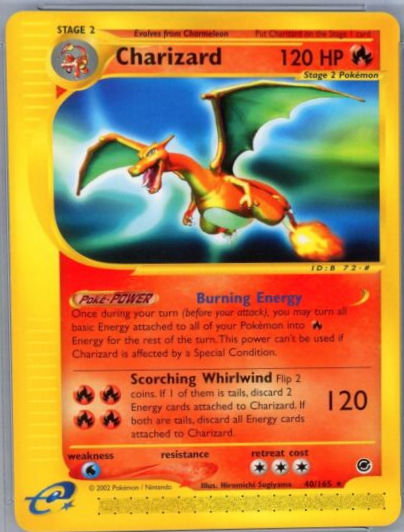 STAGE 2
Evolves from Charmeleon
Put Charizard on the Stage 1 card
Charizard 120 HP
Stage 2 Pokémon
ID:B 72-#
Poké-POWER Burning Energy
Once during your turn (before your attack), you may turn all
basic Energy attached to all of your Pokémon into
Energy for the rest of the turn. This power can't be used if
Charizard is affected by a Special Condition.
Scorching Whirlwind Flip 2
coins. If 1 of them is tails, discard 2
Energy cards attached to Charizard. If
both are tails, discard all Energy cards
attached to Charizard.
120
weakness resistance retreat cost
© 2002 Pokémon / Nintendo Illus. Hiromichi Sugiyama 40/165 ★
e